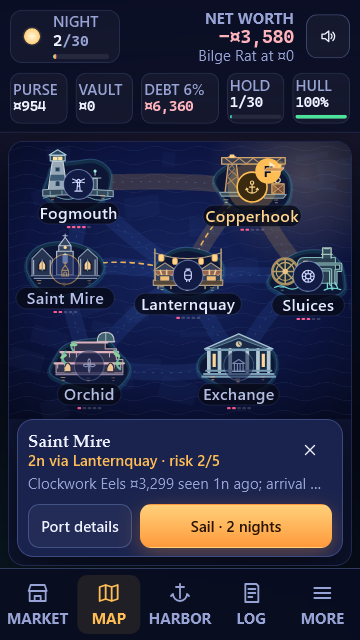 NIGHT
2/30
NET WORTH
−¤3,580
Bilge Rat at ¤0
PURSE
¤954
VAULT
¤0
DEBT 6%
¤6,360
HOLD
1/30
HULL
100%
Fogmouth
Copperhook
Saint Mire
Lanternquay
Sluices
Orchid
Exchange
Saint Mire
2n via Lanternquay · risk 2/5
Clockwork Eels ¤3,299 seen 1n ago; arrival ...
Port details
Sail · 2 nights
MARKET
MAP
HARBOR
LOG
MORE